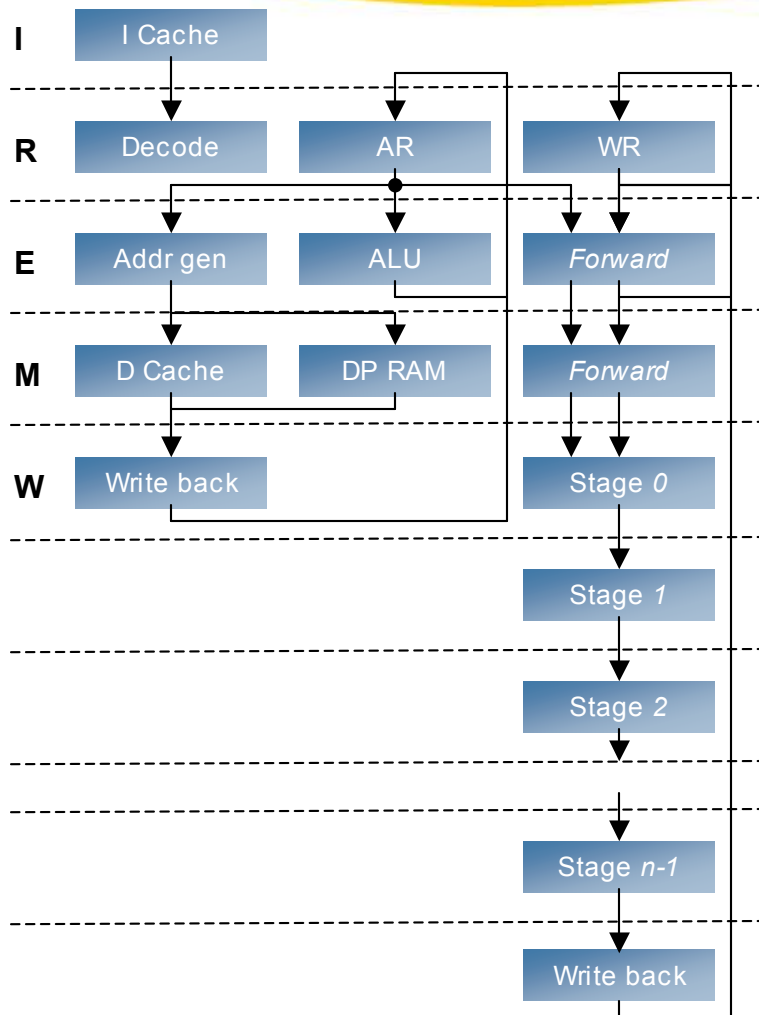 I
I Cache
R
Decode
AR
WR
E
Addr gen
ALU
Forward
M
D Cache
DP RAM
Forward
W
Write back
Stage 0
Stage 1
Stage 2
Stage n-1
Write back